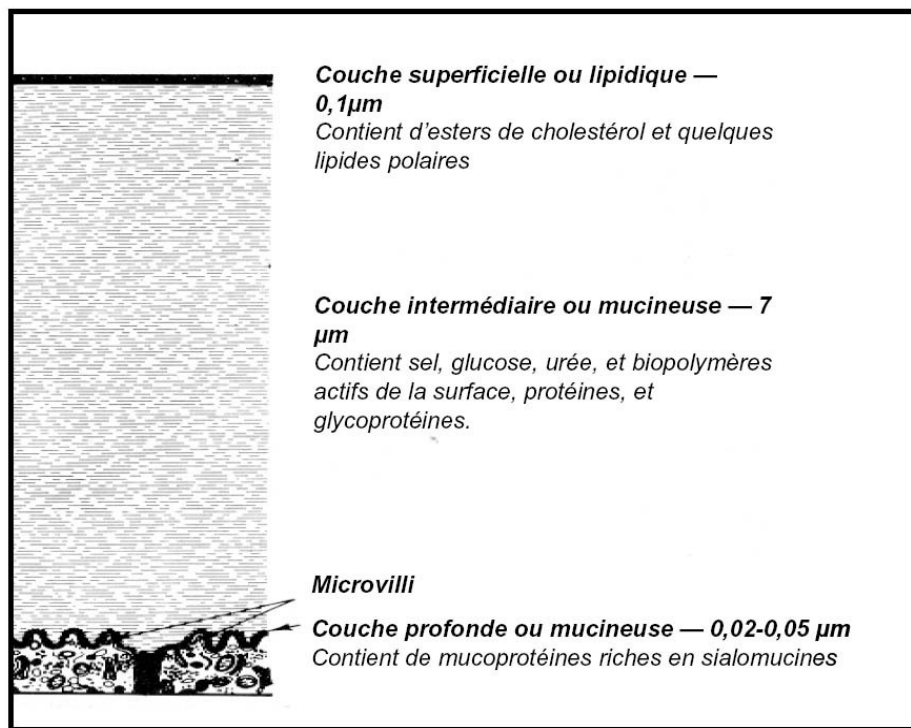 Couche superficielle ou lipidique —
0,1µm
Contient d'esters de cholestérol et quelques
lipides polaires
Couche intermédiaire ou mucineuse — 7
µm
Contient sel, glucose, urée, et biopolymères
actifs de la surface, protéines, et
glycoprotéines.
Microvilli
Couche profonde ou mucineuse — 0,02-0,05 µm
Contient de mucoprotéines riches en sialomucines